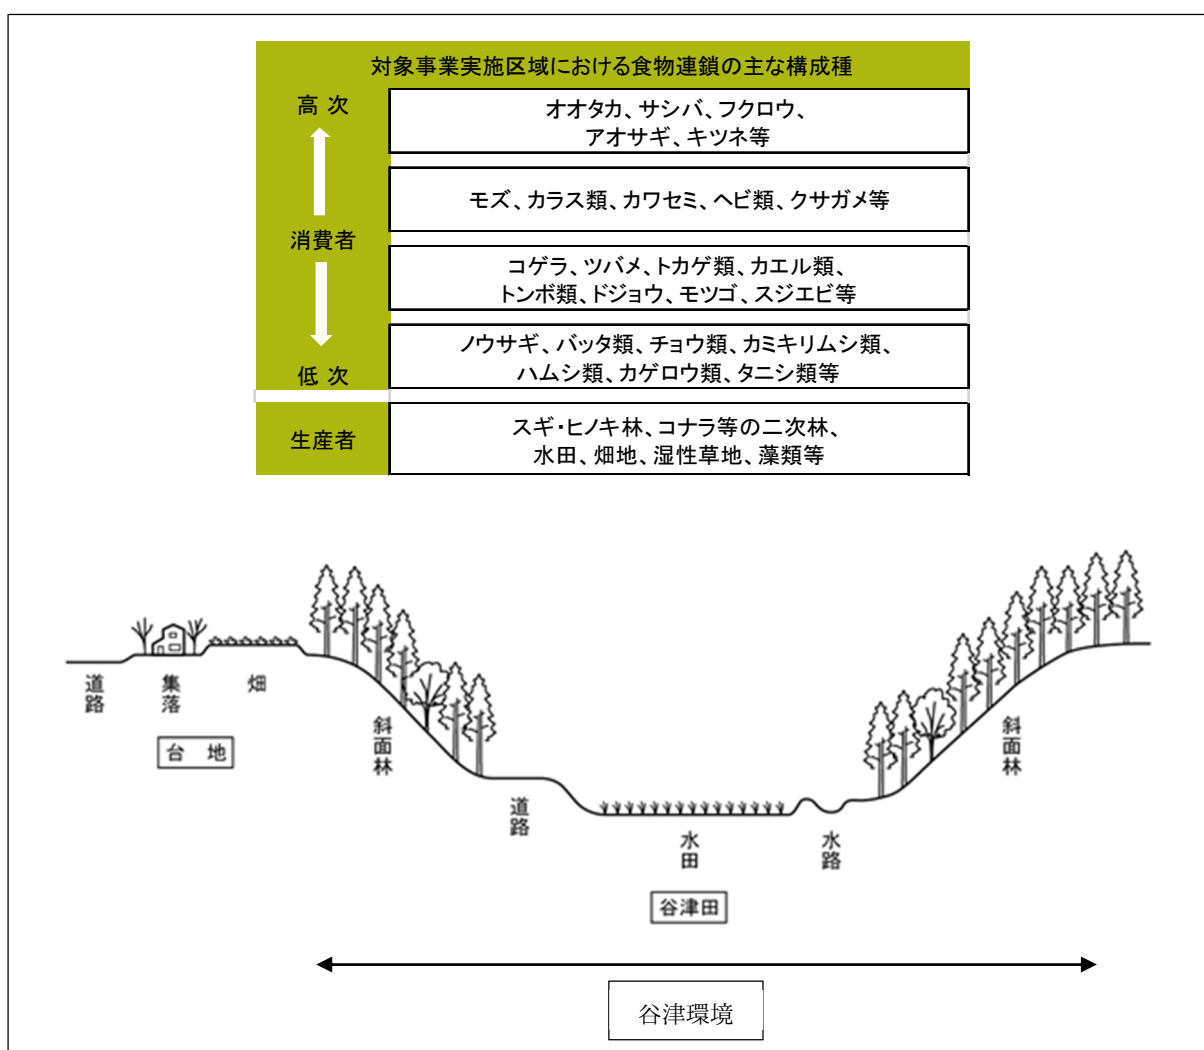 対象事業実施区域における食物連鎖の主な構成種
高 次
オオタカ、サシバ、フクロウ、
アオサギ、キツネ等
モズ、カラス類、カワセミ、ヘビ類、クサガメ等
消費者
コゲラ、ツバメ、トカゲ類、カエル類、
トンボ類、ドジョウ、モツゴ、スジエビ等
ノウサギ、バッタ類、チョウ類、カミキリムシ類、
ハムシ類、カゲロウ類、タニシ類等
低 次
生産者
スギ・ヒノキ林、コナラ等の二次林、
水田、畑地、湿性草地、藻類等
道路
集落
畑
台 地
斜面林
道路
水田
水路
斜面林
谷津田
谷津環境